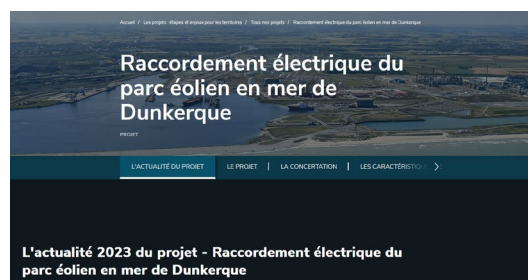 Accueil / Les projets : étapes et enjeux pour les territoires / Tous nos projets / Raccordement électrique du parc éolien en mer de Dunkerque
Raccordement électrique du
parc éolien en mer de
Dunkerque
PROJET
L'ACTUALITÉ DU PROJET
LE PROJET | LA CONCERTATION | LES CARACTÉRISTIQU
L'actualité 2023 du projet - Raccordement électrique du
parc éolien en mer de Dunkerque